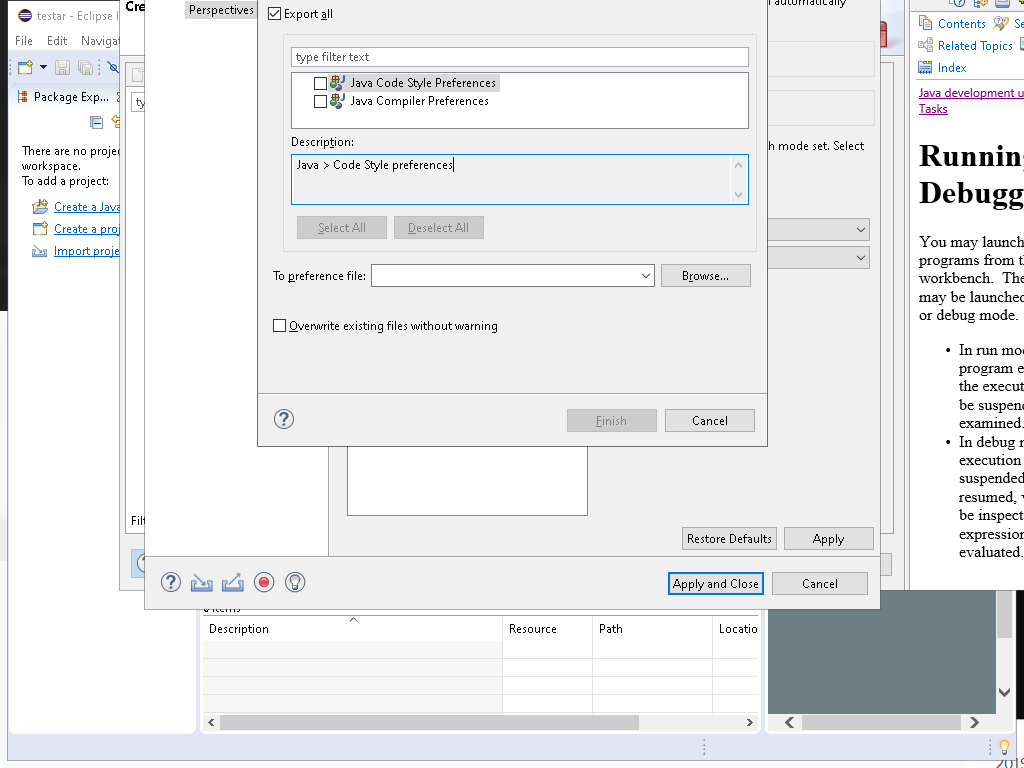 testar - Eclipse I
File Edit Navigat
Package Exp...
There are no projec
workspace.
To add a project:
Create a Java
Create a proj
Import proje
Cre
ty
Filt
Perspectives
Export all
type filter text
Java Code Style Preferences
Java Compiler Preferences
Description:
Java > Code Style preferences
Select All Deselect All
To preference file: Browse...
Overwrite existing files without warning
Finish Cancel
automatically
h mode set. Select
Restore Defaults Apply
Apply and Close Cancel
Description Resource Path Locatio
Contents Se
Related Topics
Index
Java development u
Tasks
Running
Debugg
You may launch
programs from th
workbench. The
may be launched
or debug mode.
• In run mod
program e
the execut
be suspend
examined.
• In debug m
execution
suspended
resumed, v
be inspect
expression
evaluated.
2019